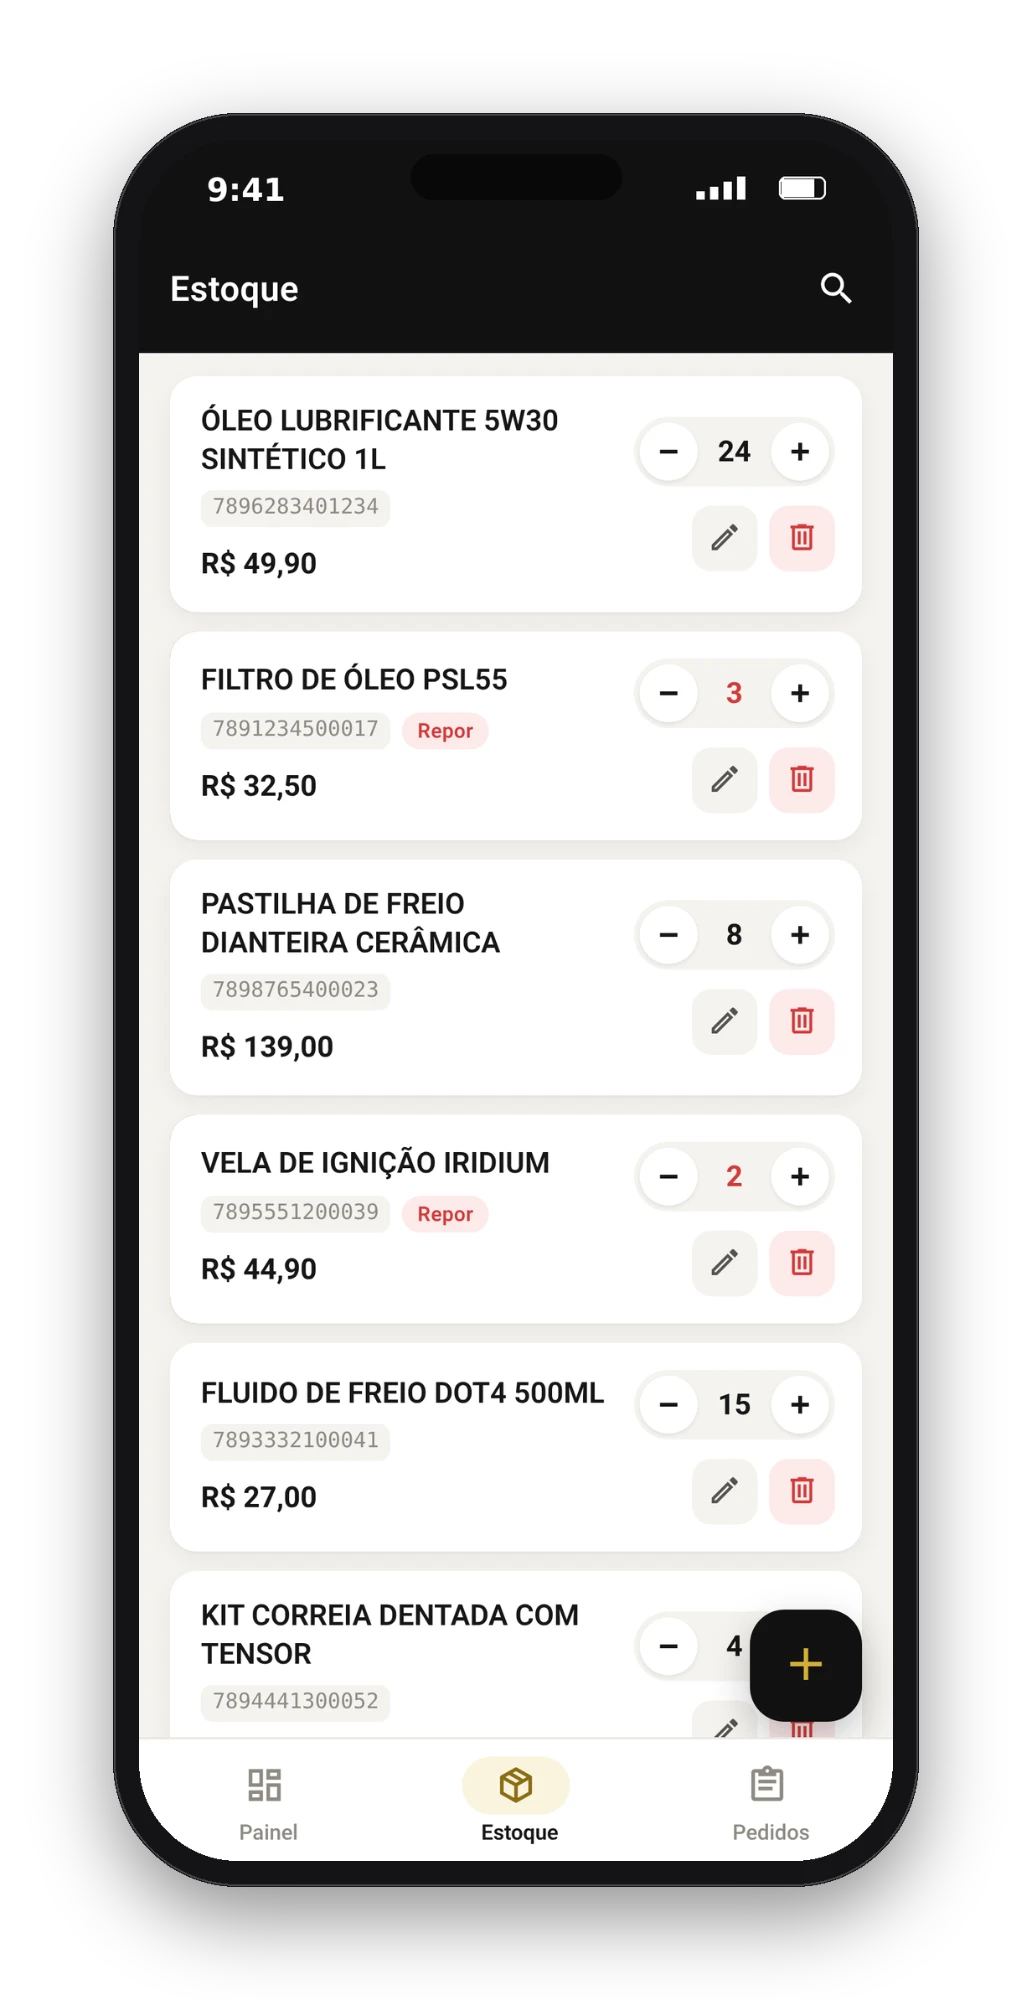 9:41
Estoque
ÓLEO LUBRIFICANTE 5W30
SINTÉTICO 1L
7896283401234
R$ 49,90
24
FILTRO DE ÓLEO PSL55
7891234500017 Repor
R$ 32,50
3
PASTILHA DE FREIO
DIANTEIRA CERÂMICA
7898765400023
R$ 139,00
8
VELA DE IGNIÇÃO IRIDIUM
7895551200039 Repor
R$ 44,90
2
FLUIDO DE FREIO DOT4 500ML
7893332100041
R$ 27,00
15
KIT CORREIA DENTADA COM
TENSOR
7894441300052
4
Painel
Estoque
Pedidos